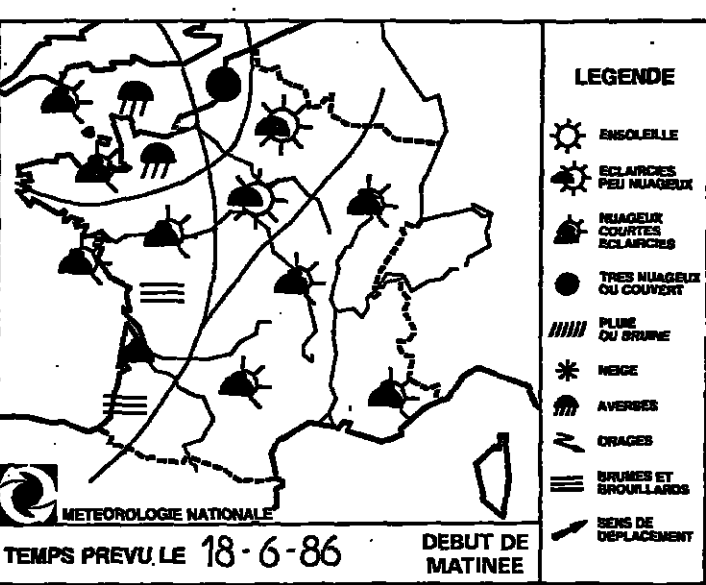 LEGENDE
ENSOLEILLE
ECLAIRCIES
PEU NUAGEUX
NUAGEUX
COURTES
ECLAIRCIES
TRES NUAGEUX
OU COUVERT
PLUIE
OU BRUINE
NEIGE
AVERSES
ORAGES
BRUMES ET
BROUILLARDS
SENS DE
DEPLACEMENT
METEOROLOGIE NATIONALE
TEMPS PREVU LE 18-6-86
DEBUT DE
MATINEE